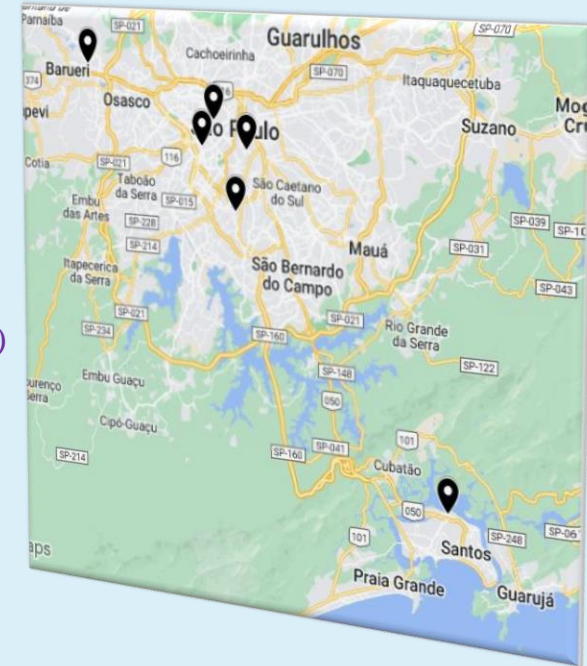 Parnaíba
SP-021
Guarulhos
SP-070
Cachoeirinha
Barueri
SP-070
Itaquaquecetuba
374
Osasco
Suzano
Cotia
SP-021
116
Taboão
da Serra
SP-015
São Caetano
do Sul
Embu
das Artes
SP-228
SP-039
SP-214
Mauá
SP-031
Itapecerica
da Serra
São Bernardo
do Campo
SP-043
SP-021
SP-021
Rio Grande
da Serra
SP-234
SP-160
SP-122
SP-148
Embu Guaçu
050
Cipó-Guaçu
101
SP-214
SP-160
SP-041
Cubatão
050
101
SP-248
Santos
Praia Grande
Guarujá
)